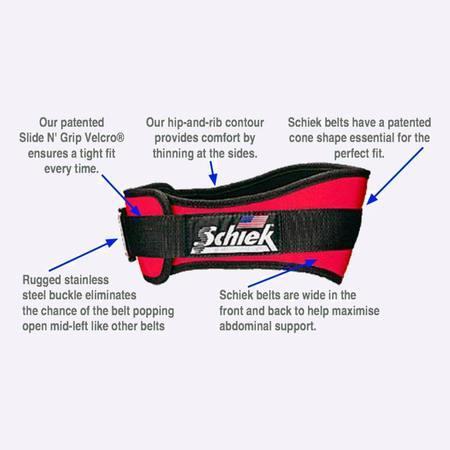 Our patented
Slide N' Grip Velcro®
ensures a tight fit
every time.
Our hip-and-rib contour
provides comfort by
thinning at the sides.
Schiek belts have a patented
cone shape essential for the
perfect fit.
Schiek
Rugged stainless
steel buckle eliminates
the chance of the belt popping
open mid-left like other belts
Schiek belts are wide in the
front and back to help maximise
abdominal support.